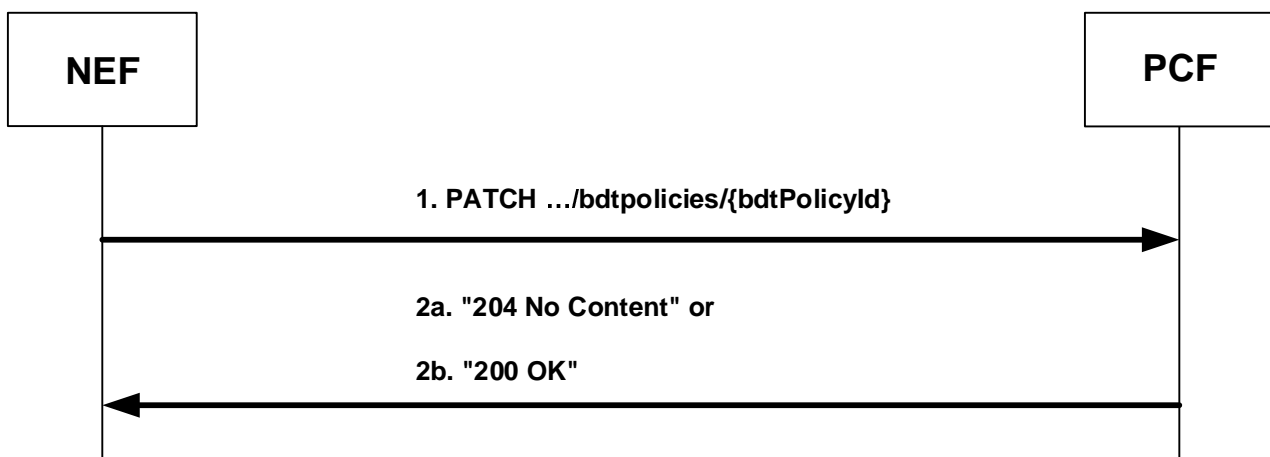 NEF
PCF
1. PATCH …/bdtpolicies/{bdtPolicyId}
2a. "204 No Content" or
2b. "200 OK"